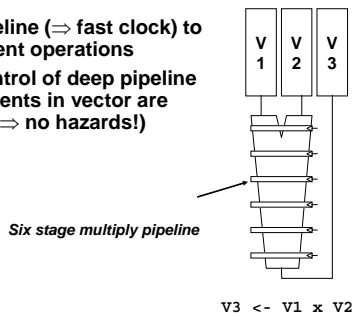 eline (⇒ fast clock) to
ent operations
ntrol of deep pipeline
ents in vector are
⇒ no hazards!)
V
1
V
2
V
3
Six stage multiply pipeline
V3 <- V1 x V2